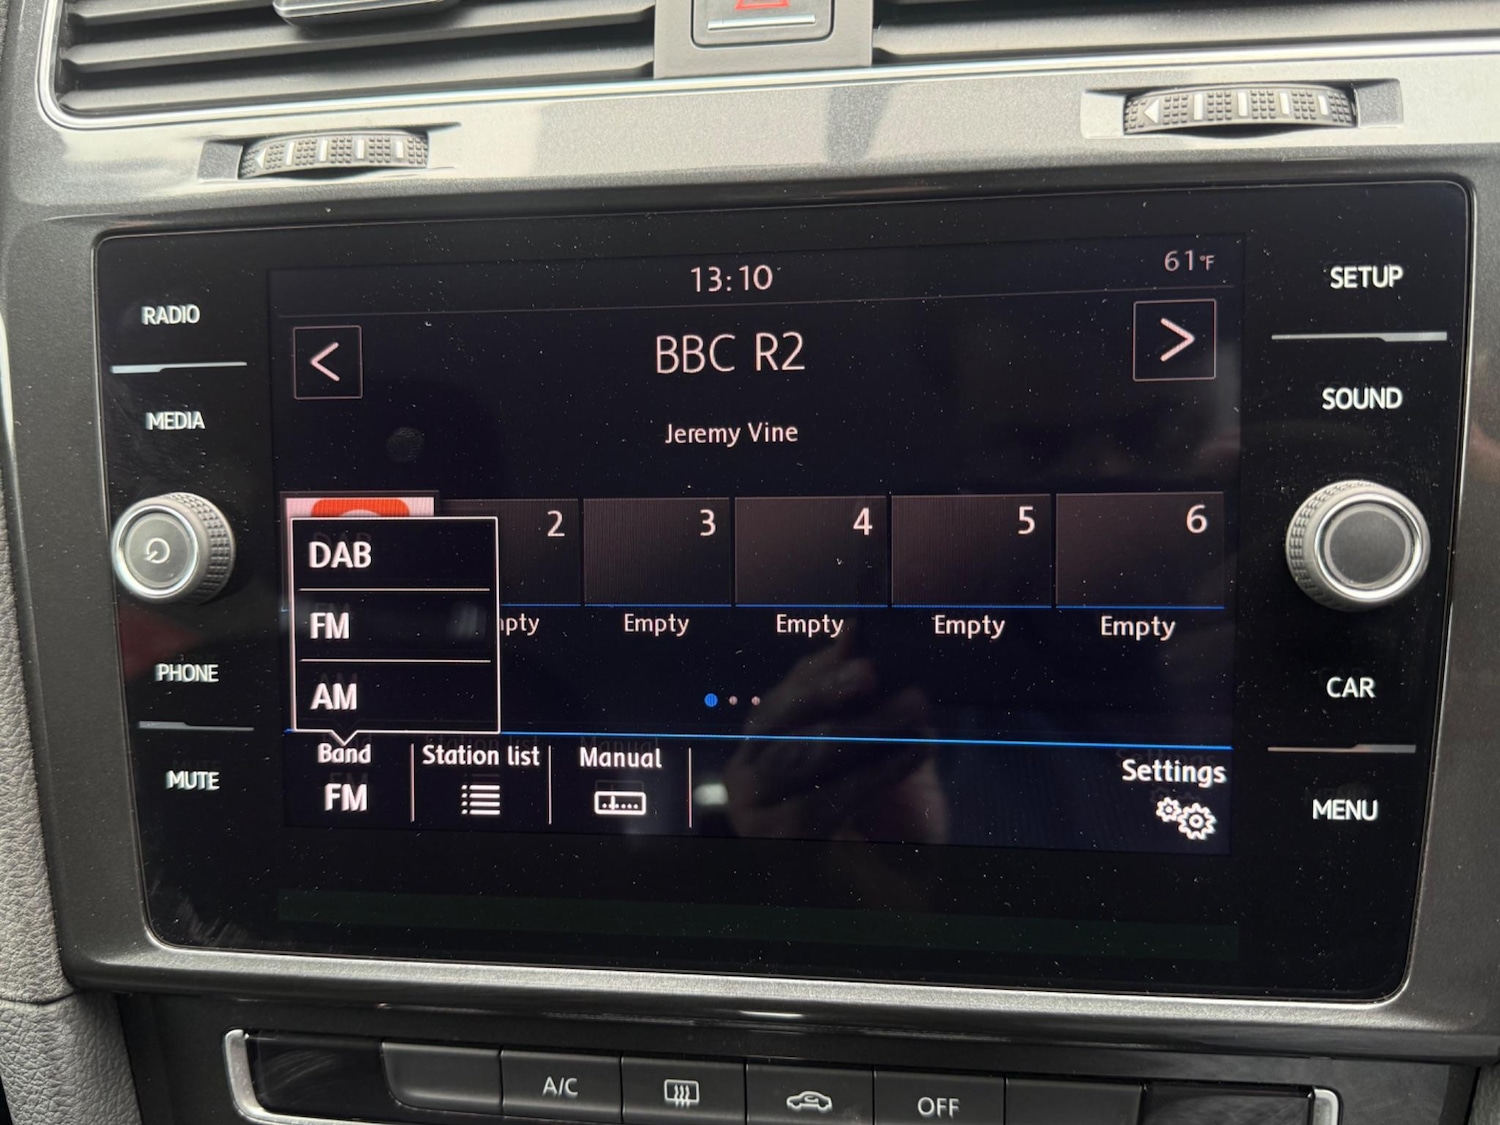 13:10
61°F
RADIO
MEDIA
PHONE
MUTE
BBC R2
Jeremy Vine
2
3
4
5
6
Empty
Empty
Empty
Empty
DAB
FM
AM
Band
FM
Station list
Manual
Settings
SETUP
SOUND
CAR
MENU
A/C
OFF